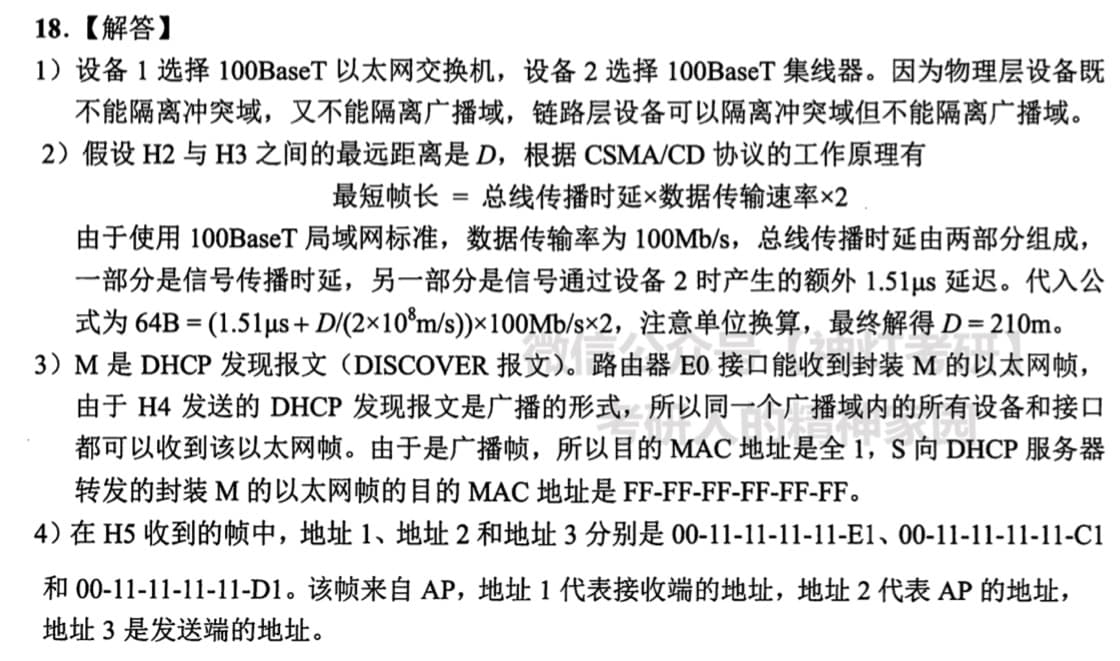 18.【解答】
1）设备 1 选择 100BaseT 以太网交换机，设备 2 选择 100BaseT 集线器。因为物理层设备既
不能隔离冲突域，又不能隔离广播域，链路层设备可以隔离冲突域但不能隔离广播域。
2）假设 H2 与 H3 之间的最远距离是 D，根据 CSMA/CD 协议的工作原理有
最短帧长 = 总线传播时延×数据传输速率×2
由于使用 100BaseT 局域网标准，数据传输率为 100Mb/s，总线传播时延由两部分组成，
一部分是信号传播时延，另一部分是信号通过设备 2 时产生的额外 1.51μs 延迟。代入公
式为 64B = (1.51μs + D/(2×10⁸m/s))×100Mb/s×2，注意单位换算，最终解得 D = 210m。
微信公众号【神灯考研】
3）M 是 DHCP 发现报文（DISCOVER 报文）。路由器 E0 接口能收到封装 M 的以太网帧，
由于 H4 发送的 DHCP 发现报文是广播的形式，所以同一个广播域内的所有设备和接口
考研人的精神家园
都可以收到该以太网帧。由于是广播帧，所以目的 MAC 地址是全 1，S 向 DHCP 服务器
转发的封装 M 的以太网帧的目的 MAC 地址是 FF-FF-FF-FF-FF-FF。
4）在 H5 收到的帧中，地址 1、地址 2 和地址 3 分别是 00-11-11-11-11-E1、00-11-11-11-11-C1
和 00-11-11-11-11-D1。该帧来自 AP，地址 1 代表接收端的地址，地址 2 代表 AP 的地址，
地址 3 是发送端的地址。